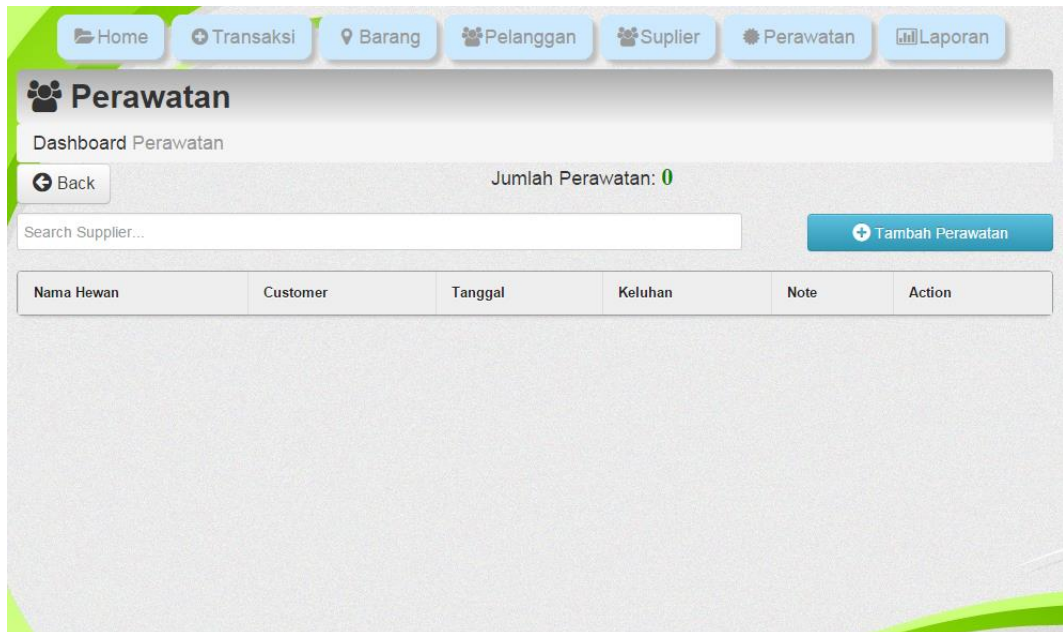 Home Transaksi Barang Pelanggan Suplier Perawatan Laporan
Perawatan
Dashboard Perawatan
Back Jumlah Perawatan: 0
Search Supplier... Tambah Perawatan
Nama Hewan Customer Tanggal Keluhan Note Action